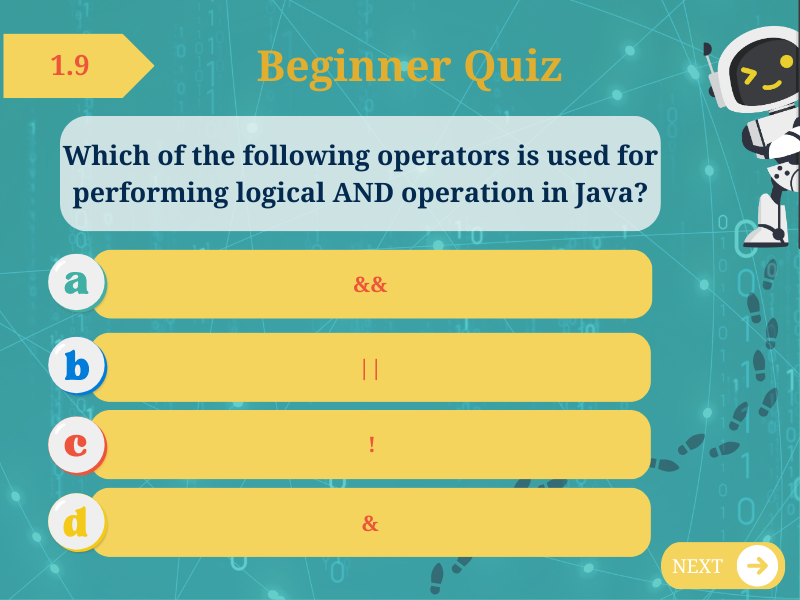 1.9
Beginner Quiz
Which of the following operators is used for
performing logical AND operation in Java?
a
&&
b
||
c
!
d
&
NEXT